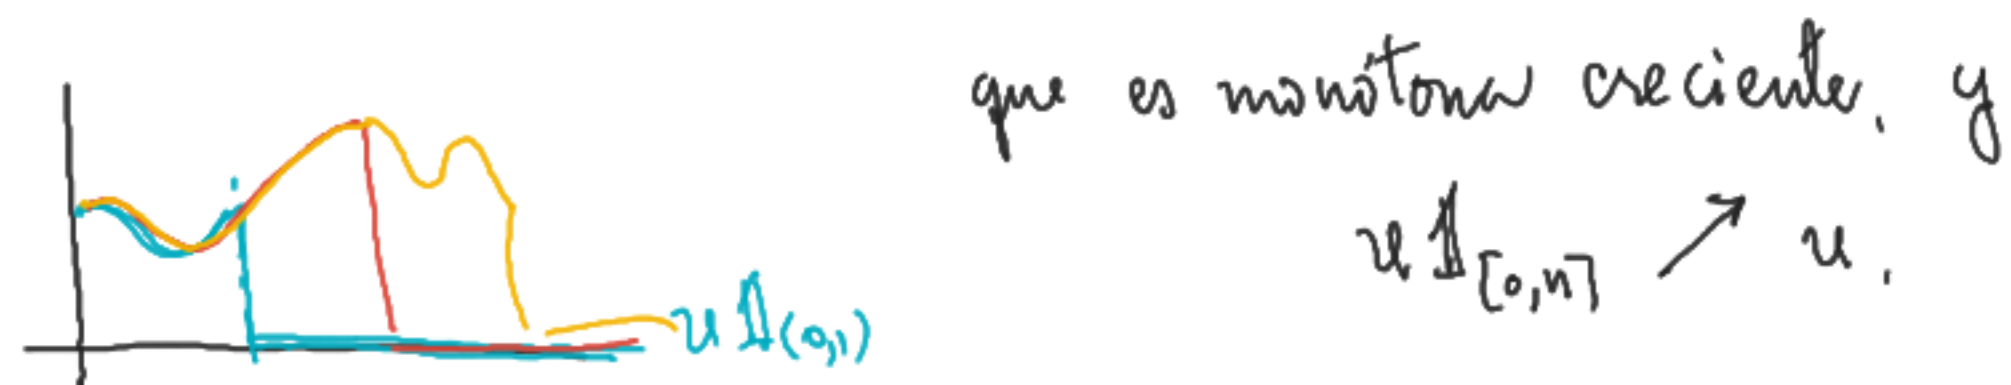 que es monótona creciente, y
u 𝟙[0,n] ↗ u.
u 𝟙(0,1)